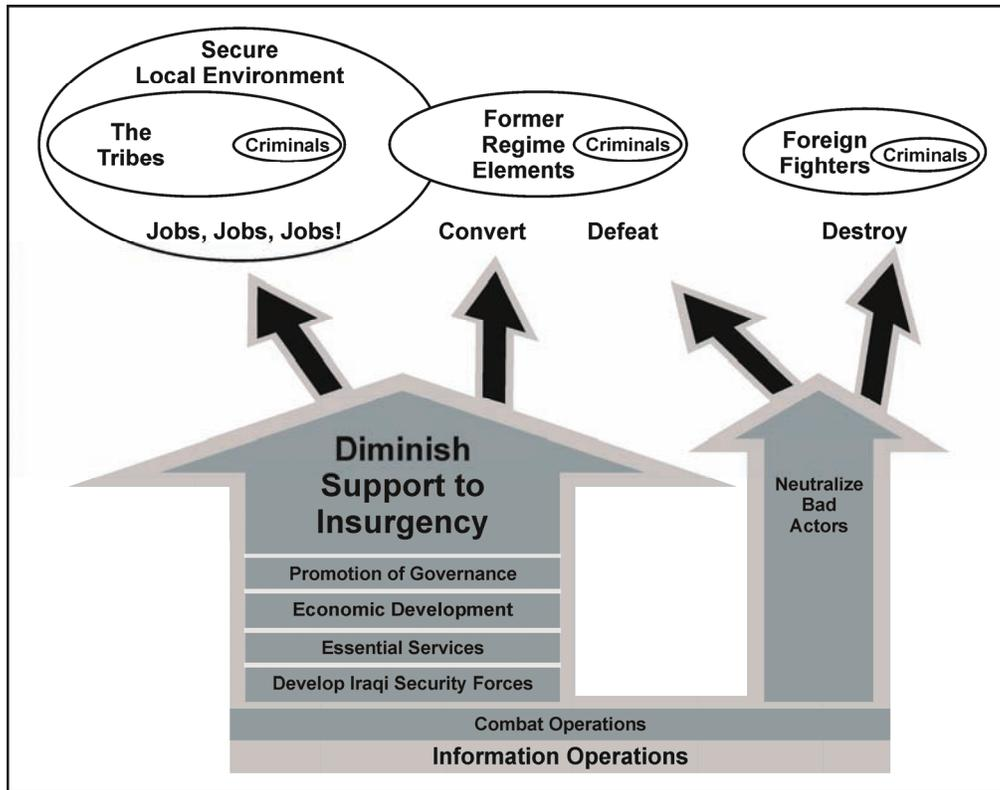 Secure
Local Environment
The
Tribes
Criminals
Jobs, Jobs, Jobs!
Former
Regime
Elements
Criminals
Convert
Defeat
Foreign
Fighters
Criminals
Destroy
Diminish
Support to
Insurgency
Promotion of Governance
Economic Development
Essential Services
Develop Iraqi Security Forces
Neutralize
Bad
Actors
Combat Operations
Information Operations